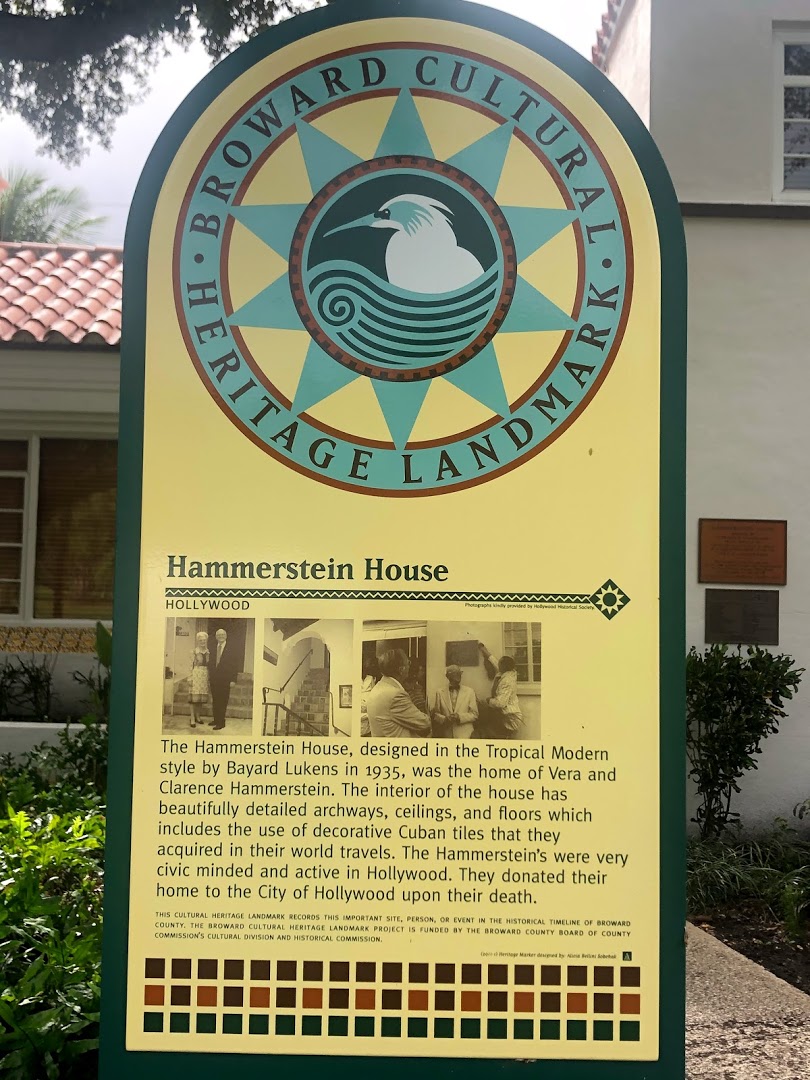 BROWARD CULTURAL
HERITAGE LANDMARK
Hammerstein House
HOLLYWOOD
Photographs kindly provided by Hollywood Historical Society.
The Hammerstein House, designed in the Tropical Modern
style by Bayard Lukens in 1935, was the home of Vera and
Clarence Hammerstein. The interior of the house has
beautifully detailed archways, ceilings, and floors which
includes the use of decorative Cuban tiles that they
acquired in their world travels. The Hammerstein's were very
civic minded and active in Hollywood. They donated their
home to the City of Hollywood upon their death.
THIS CULTURAL HERITAGE LANDMARK RECORDS THIS IMPORTANT SITE, PERSON, OR EVENT IN THE HISTORICAL TIMELINE OF BROWARD
COUNTY. THE BROWARD CULTURAL HERITAGE LANDMARK PROJECT IS FUNDED BY THE BROWARD COUNTY BOARD OF COUNTY
COMMISSION'S CULTURAL DIVISION AND HISTORICAL COMMISSION.
Heritage Marker designed by: